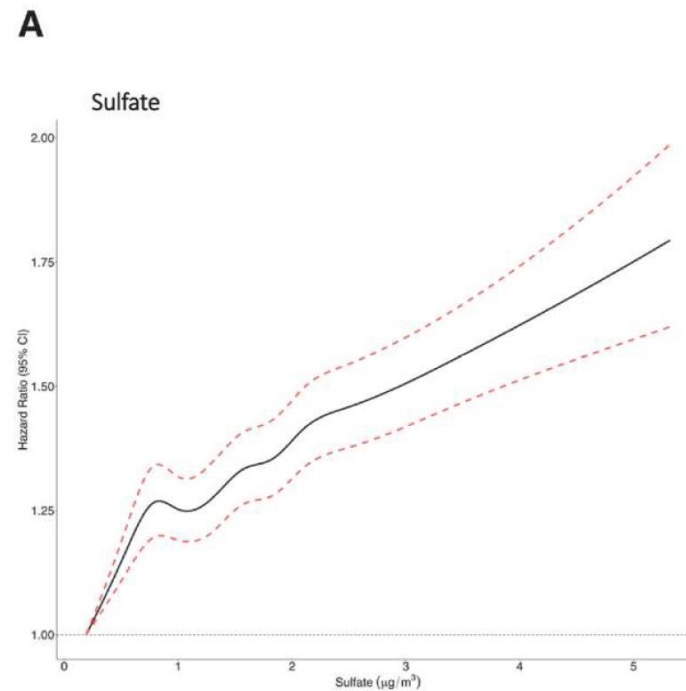 A
Sulfate
2.00
1.75
1.50
1.25
1.00
Hazard Ratio (95% CI)
0 1 2 3 4 5
Sulfate (μg/m³)